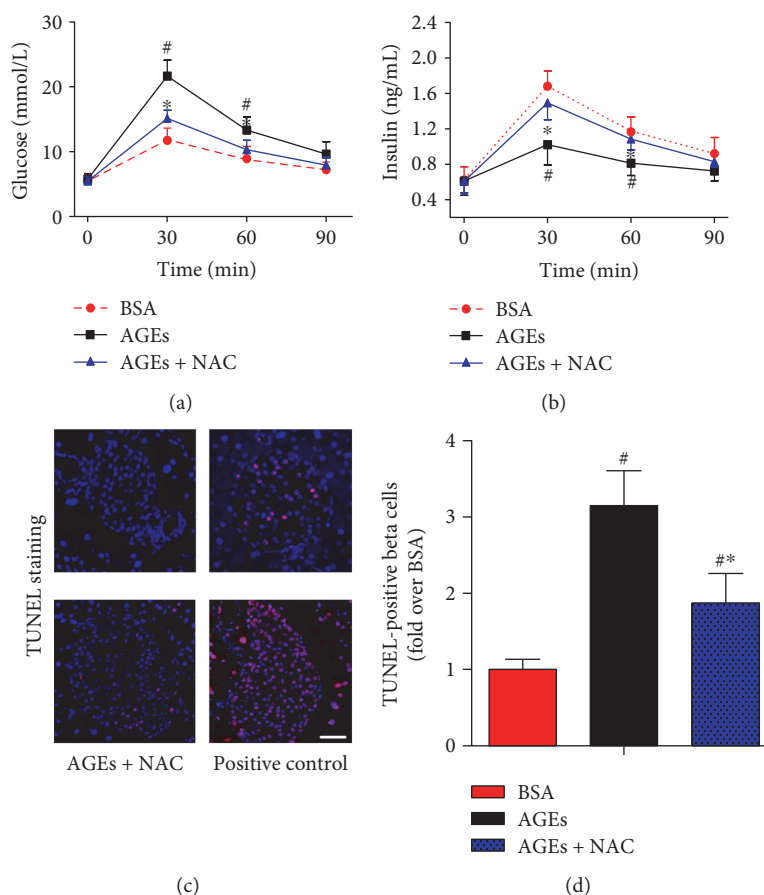 30
20
10
0
Glucose (mmol/L)
#
*
#
*
0 30 60 90
Time (min)
BSA
AGEs
AGEs + NAC
(a)
2.4
2.0
1.6
1.2
0.8
0.4
Insulin (ng/mL)
*
#
*
#
0 30 60 90
Time (min)
BSA
AGEs
AGEs + NAC
(b)
TUNEL staining
AGEs + NAC Positive control
(c)
4
3
2
1
0
TUNEL-positive beta cells
(fold over BSA)
#
#*
BSA
AGEs
AGEs + NAC
(d)